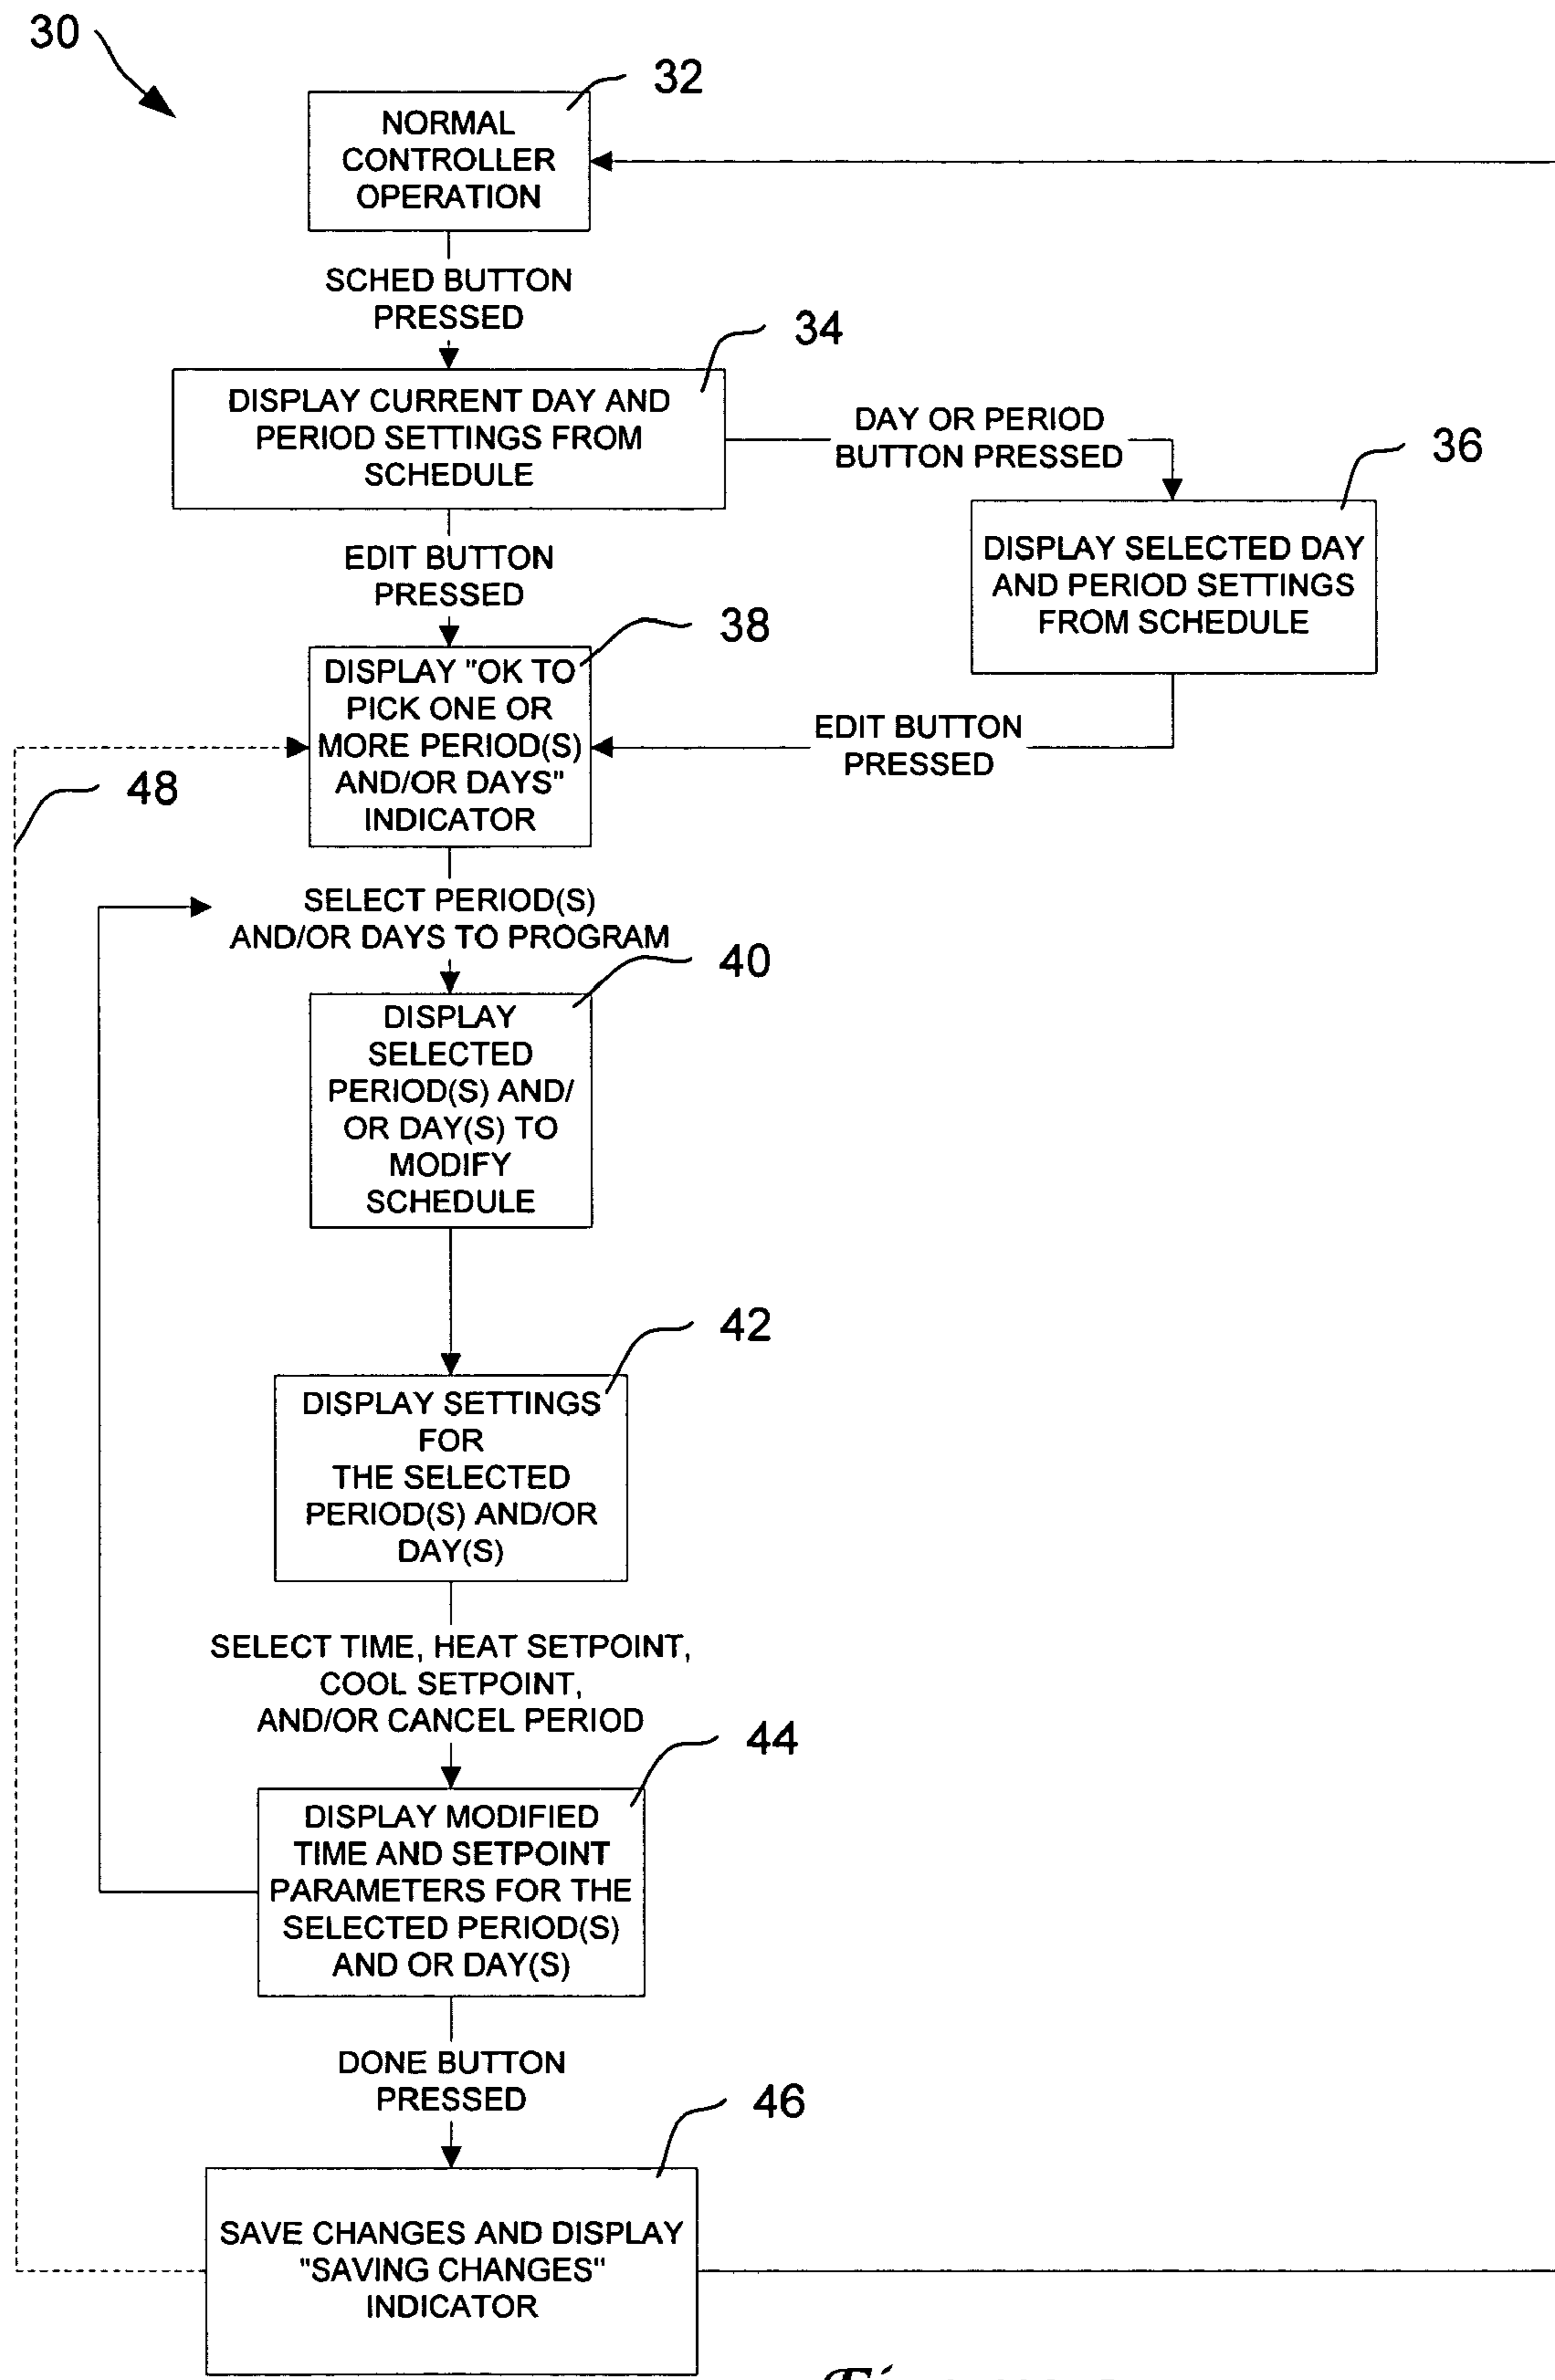 30
32
NORMAL
CONTROLLER
OPERATION
SCHED BUTTON
PRESSED
34
DISPLAY CURRENT DAY AND
PERIOD SETTINGS FROM
SCHEDULE
DAY OR PERIOD
BUTTON PRESSED
36
DISPLAY SELECTED DAY
AND PERIOD SETTINGS
FROM SCHEDULE
EDIT BUTTON
PRESSED
38
DISPLAY "OK TO
PICK ONE OR
MORE PERIOD(S)
AND/OR DAYS"
INDICATOR
EDIT BUTTON
PRESSED
48
SELECT PERIOD(S)
AND/OR DAYS TO PROGRAM
40
DISPLAY
SELECTED
PERIOD(S) AND/
OR DAY(S) TO
MODIFY
SCHEDULE
42
DISPLAY SETTINGS
FOR
THE SELECTED
PERIOD(S) AND/OR
DAY(S)
SELECT TIME, HEAT SETPOINT,
COOL SETPOINT,
AND/OR CANCEL PERIOD
44
DISPLAY MODIFIED
TIME AND SETPOINT
PARAMETERS FOR THE
SELECTED PERIOD(S)
AND OR DAY(S)
DONE BUTTON
PRESSED
46
SAVE CHANGES AND DISPLAY
"SAVING CHANGES"
INDICATOR